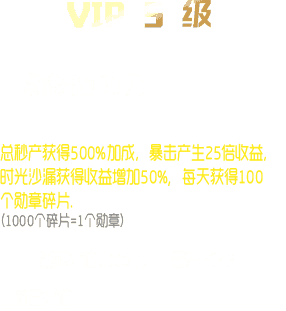 VIP 5 级
总秒产获得500%加成, 暴击产生25倍收益,
时光沙漏获得收益增加50%, 每天获得100
个勋章碎片.
(1000个碎片=1个勋章)